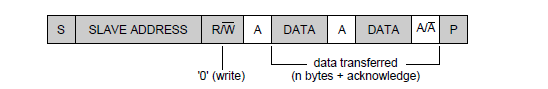 S SLAVE ADDRESS R/W̅ A DATA A DATA A/A̅ P
'0' (write)
data transferred
(n bytes + acknowledge)